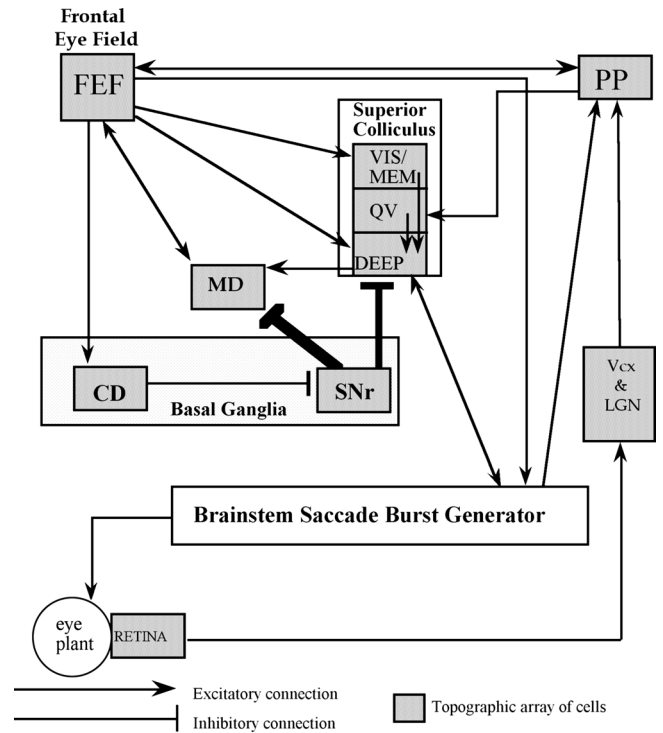 Frontal
Eye Field
FEF
PP
Superior
Colliculus
VIS/
MEM
QV
DEEP
MD
Vcx
&
LGN
CD
SNr
Basal Ganglia
Brainstem Saccade Burst Generator
eye
plant
RETINA
Excitatory connection
Inhibitory connection
Topographic array of cells